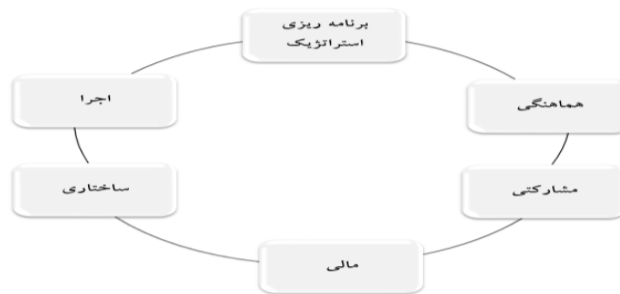 برنامه ریزی
استراتژیک
هماهنگی
مشارکتی
مالی
ساختاری
اجرا